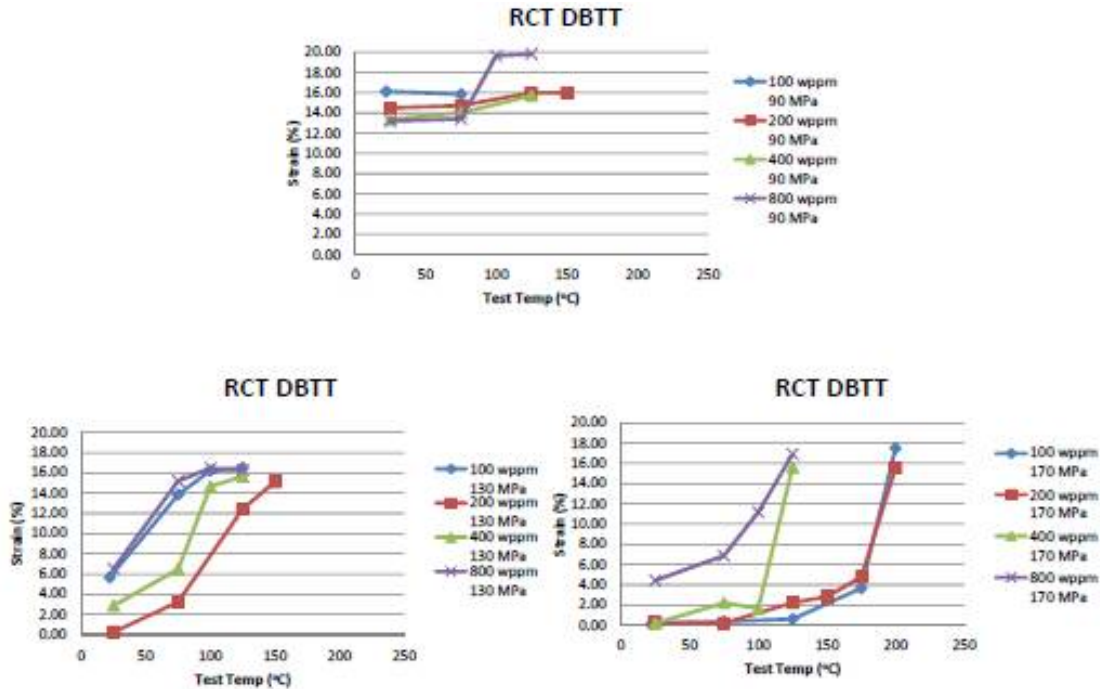 RCT DBTT
20.00
18.00
16.00
14.00
12.00
10.00
8.00
6.00
4.00
2.00
0.00
Strain (%)
0 50 100 150 200 250
Test Temp (°C)
100 wppm
90 MPa
200 wppm
90 MPa
400 wppm
90 MPa
800 wppm
90 MPa
RCT DBTT
20.00
18.00
16.00
14.00
12.00
10.00
8.00
6.00
4.00
2.00
0.00
Strain (%)
0 50 100 150 200 250
Test Temp (°C)
100 wppm
130 MPa
200 wppm
130 MPa
400 wppm
130 MPa
800 wppm
130 MPa
RCT DBTT
20.00
18.00
16.00
14.00
12.00
10.00
8.00
6.00
4.00
2.00
0.00
Strain (%)
0 50 100 150 200 250
Test Temp (°C)
100 wppm
170 MPa
200 wppm
170 MPa
400 wppm
170 MPa
800 wppm
170 MPa